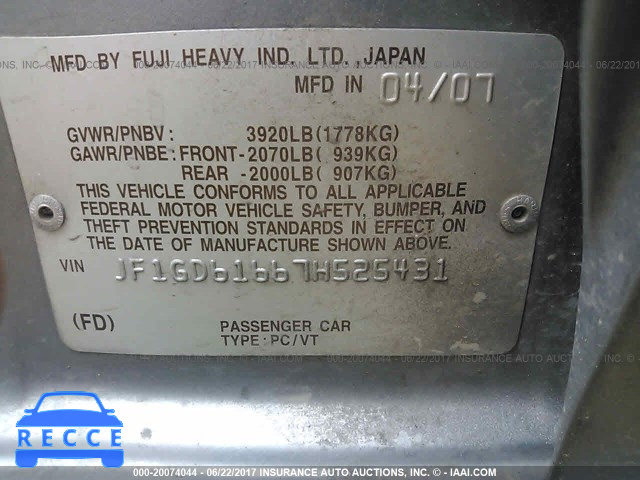 MFD BY FUJI HEAVY IND. LTD. JAPAN
MFD IN 04/07
GVWR/PNBV: 3920LB(1778KG)
GAWR/PNBE: FRONT-2070LB( 939KG)
REAR -2000LB( 907KG)
THIS VEHICLE CONFORMS TO ALL APPLICABLE
FEDERAL MOTOR VEHICLE SAFETY, BUMPER, AND
THEFT PREVENTION STANDARDS IN EFFECT ON
THE DATE OF MANUFACTURE SHOWN ABOVE.
VIN JF1GD61667H525431
(FD) PASSENGER CAR
TYPE:PC/VT
RECCE
000-20074044 - 06/22/2017 INSURANCE AUTO AUCTIONS, INC. © - IAAI.COM